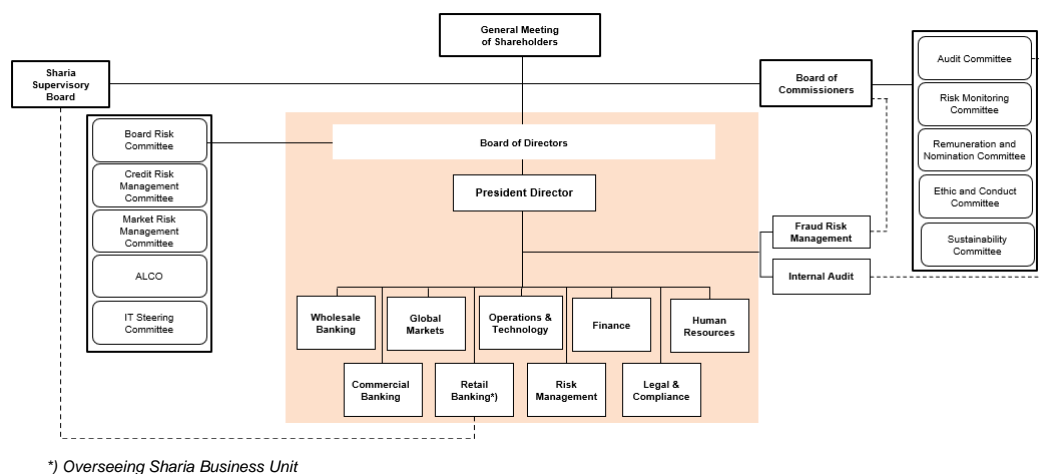 General Meeting
of Shareholders
Sharia
Supervisory
Board
Board of
Commissioners
Audit Committee
Risk Monitoring
Committee
Remuneration and
Nomination Committee
Ethic and Conduct
Committee
Sustainability
Committee
Board Risk
Committee
Credit Risk
Management
Committee
Market Risk
Management
Committee
ALCO
IT Steering
Committee
Board of Directors
President Director
Fraud Risk
Management
Internal Audit
Wholesale
Banking
Global
Markets
Operations &
Technology
Finance
Human
Resources
Commercial
Banking
Retail
Banking*)
Risk
Management
Legal &
Compliance
*) Overseeing Sharia Business Unit